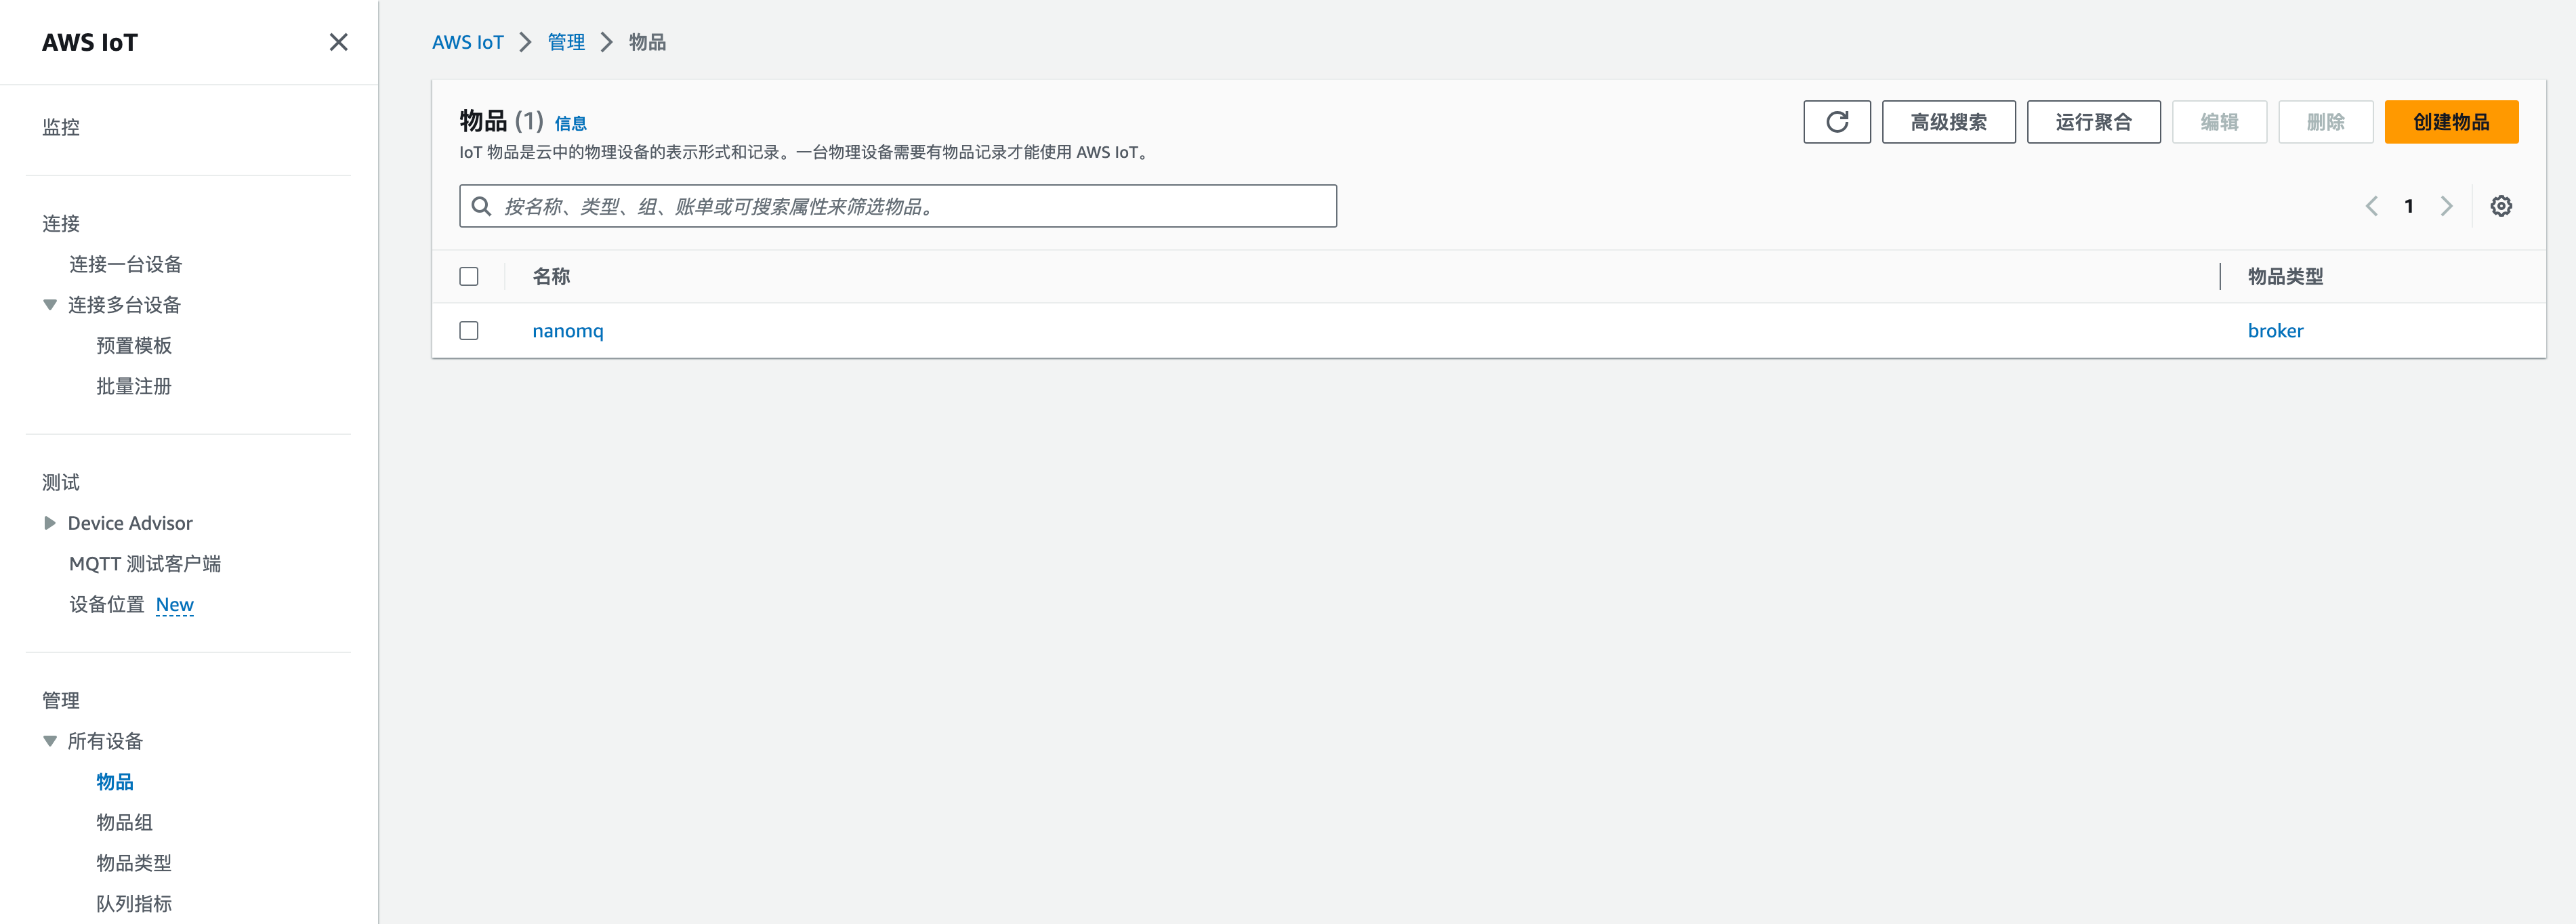 AWS IoT
监控
连接
连接一台设备
连接多台设备
预置模板
批量注册
测试
Device Advisor
MQTT 测试客户端
设备位置 New
管理
所有设备
物品
物品组
物品类型
队列指标
AWS IoT 管理 物品
物品 (1) 信息
IoT 物品是云中的物理设备的表示形式和记录。一台物理设备需要有物品记录才能使用 AWS IoT。
高级搜索 运行聚合 编辑 删除 创建物品
按名称、类型、组、账单或可搜索属性来筛选物品。
1
名称 物品类型
nanomq broker